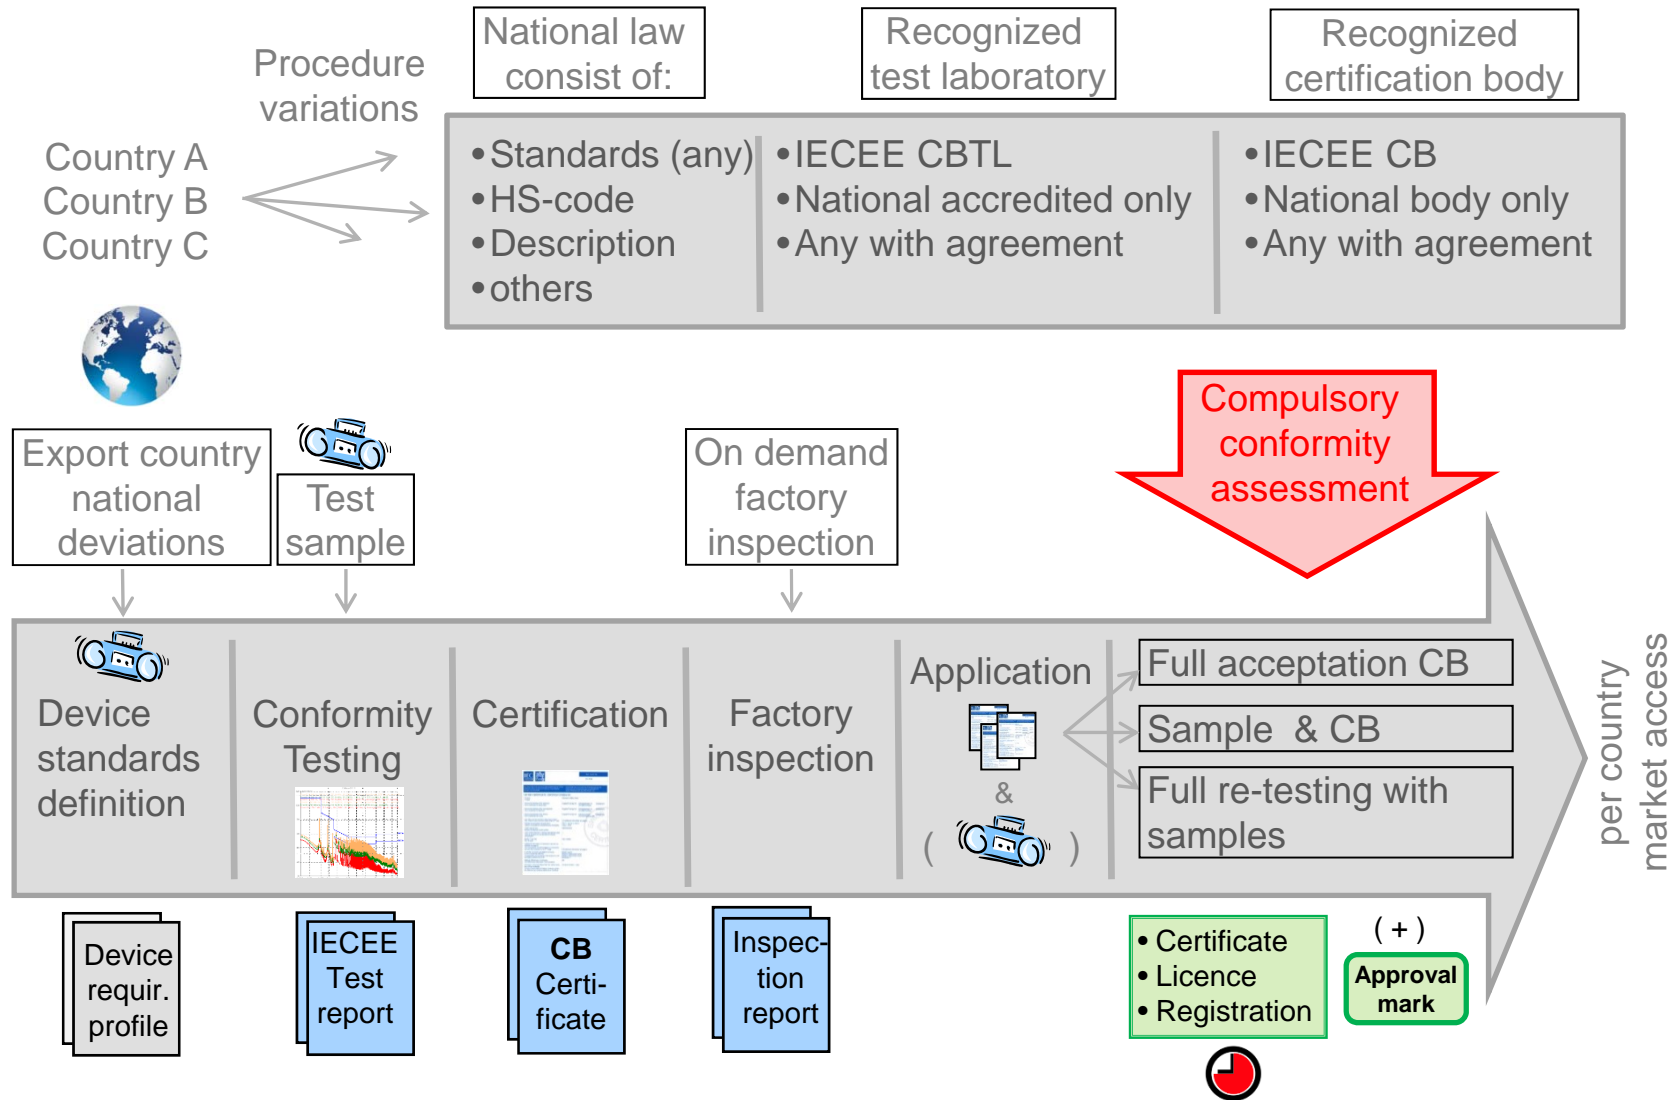 National law
consist of:
Recognized
test laboratory
Recognized
certification body
Procedure
variations
Country A
Country B
Country C
•Standards (any)
•HS-code
•Description
•others
•IECEE CBTL
•National accredited only
•Any with agreement
•IECEE CB
•National body only
•Any with agreement
Compulsory
conformity
assessment
Export country
national
deviations
Test
sample
On demand
factory
inspection
Device
standards
definition
Conformity
Testing
Certification
Factory
inspection
Application
&
( )
Full acceptation CB
Sample & CB
Full re-testing with
samples
per country
market access
Device
requir.
profile
IECEE
Test
report
CB
Certi-
ficate
Inspec-
tion
report
• Certificate
• Licence
• Registration
(+)
Approval
mark